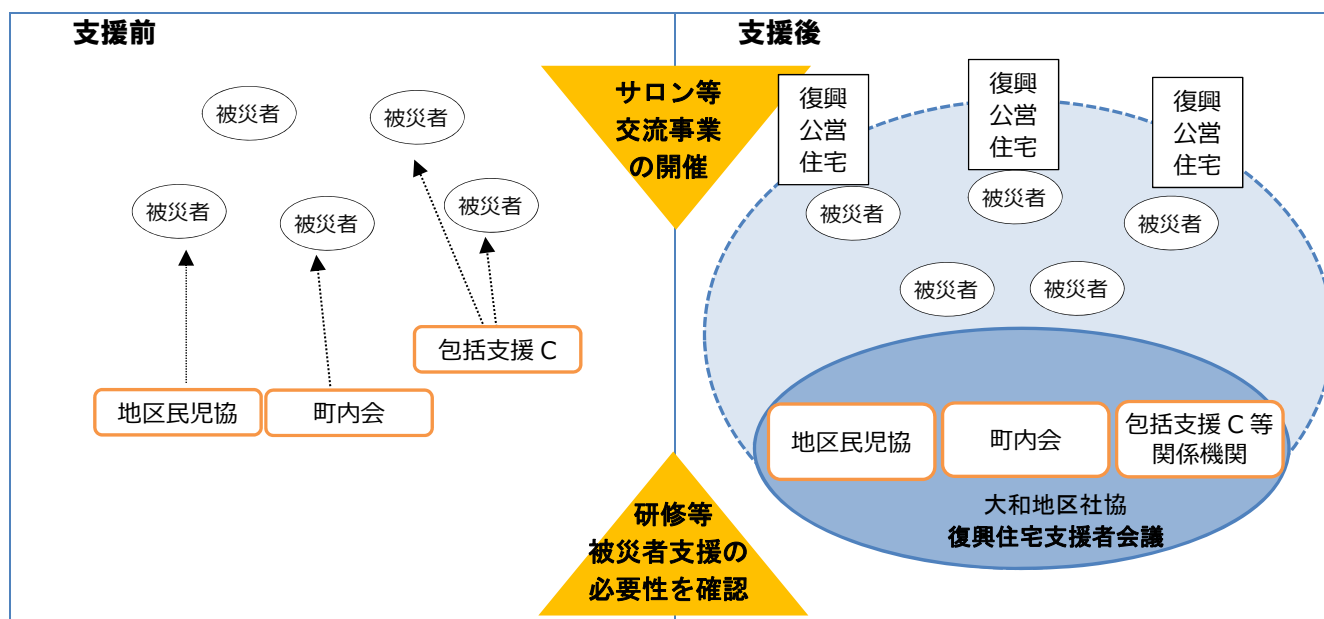 支援前
被災者
被災者
被災者
被災者
被災者
包括支援C
地区民児協
町内会
サロン等
交流事業
の開催
研修等
被災者支援の
必要性を確認
支援後
復興
公営
住宅
復興
公営
住宅
復興
公営
住宅
被災者
被災者
被災者
被災者
被災者
地区民児協
町内会
包括支援C等
関係機関
大和地区社協
復興住宅支援者会議